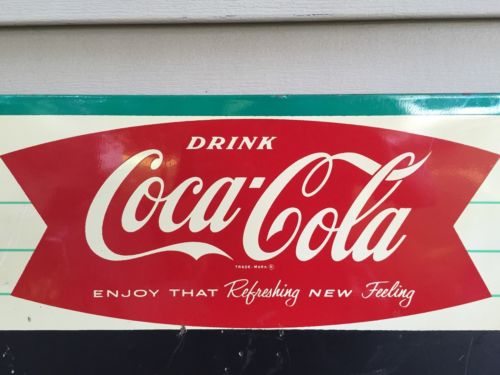 DRINK
Coca-Cola
TRADE-MARK ®
ENJOY THAT Refreshing NEW Feeling